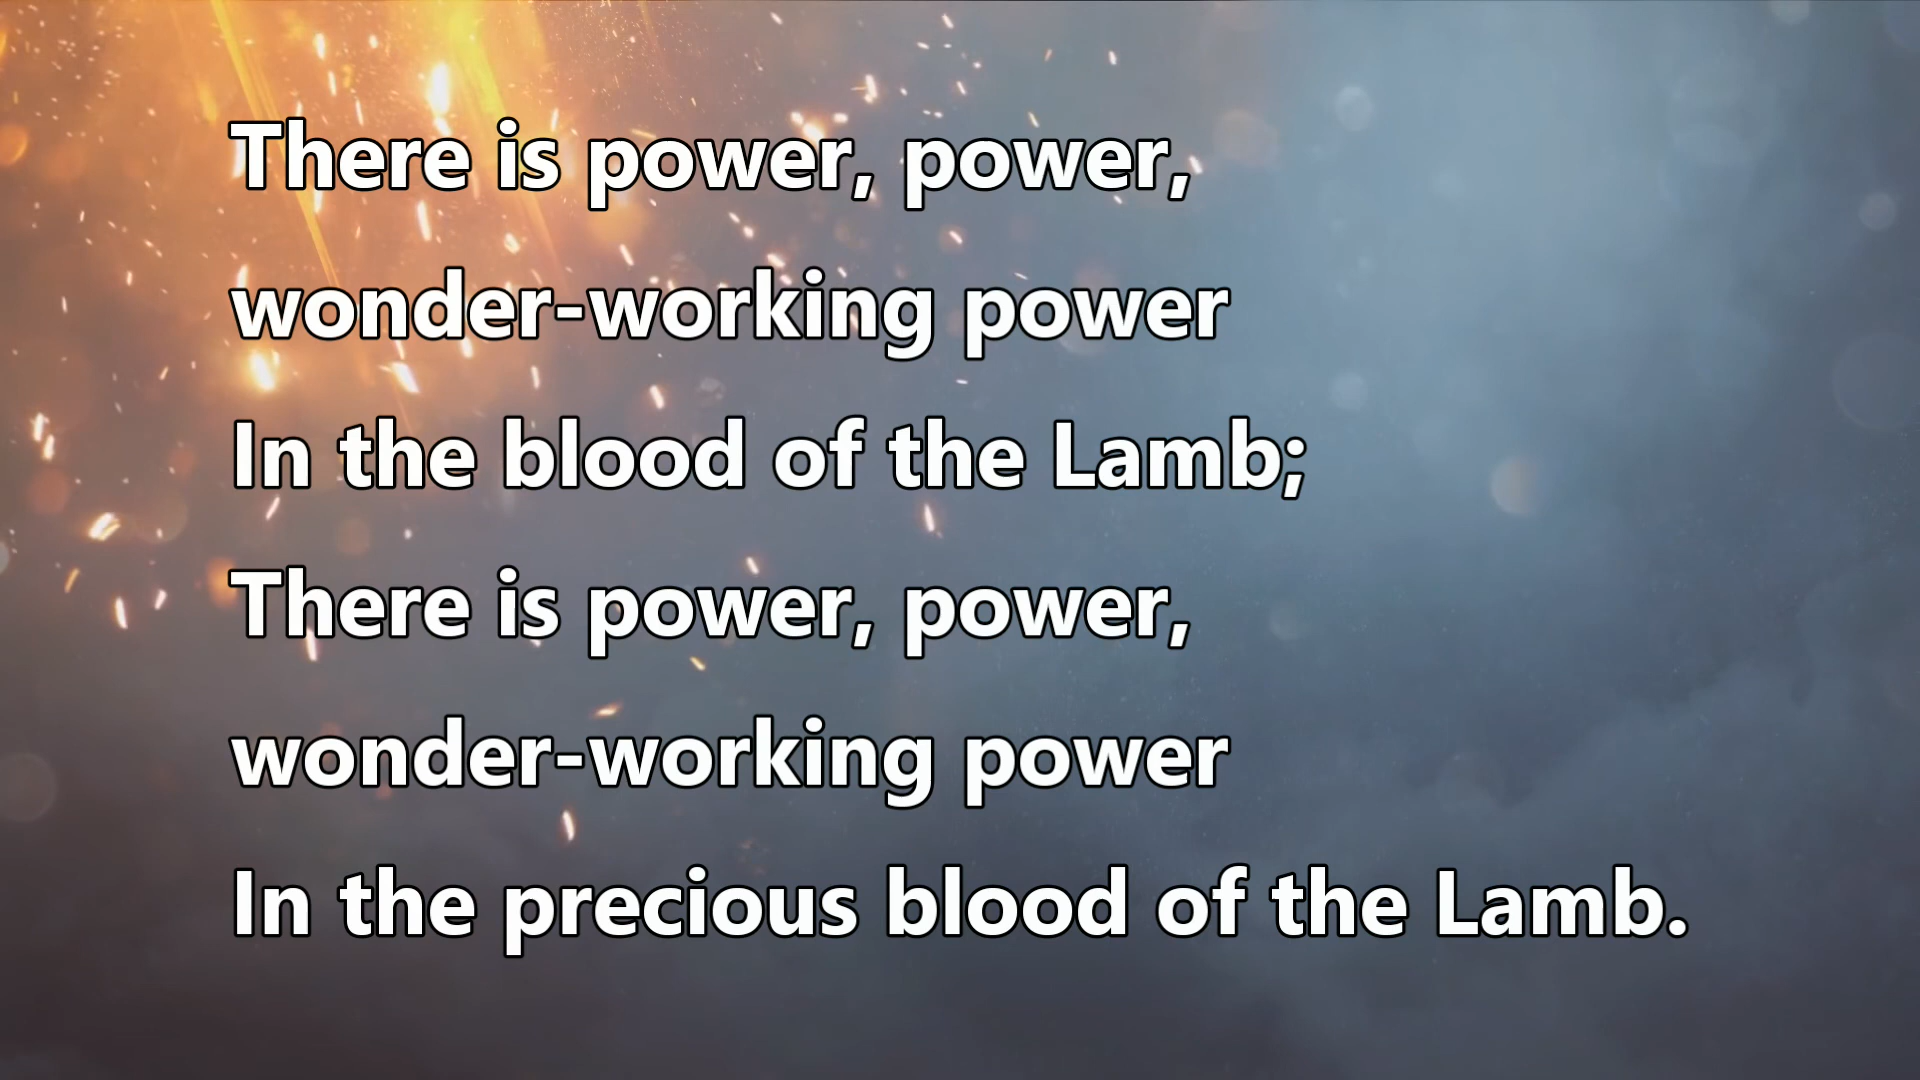 There is power, power,
wonder-working power
In the blood of the Lamb;
There is power, power,
wonder-working power
In the precious blood of the Lamb.